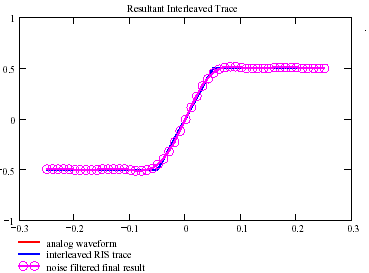 Resultant Interleaved Trace
1
0.5
0
−0.5
−1
−0.3 −0.2 −0.1 0 0.1 0.2 0.3
analog waveform
interleaved RIS trace
noise filtered final result